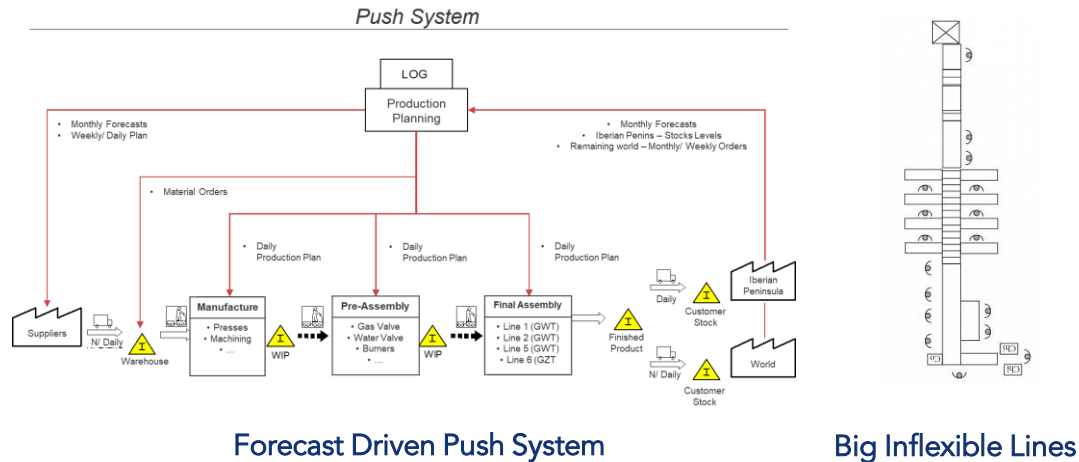 Push System
LOG
Production
Planning
• Monthly Forecasts
• Weekly/ Daily Plan
• Monthly Forecasts
• Iberian Penins – Stocks Levels
• Remaining world – Monthly/ Weekly Orders
• Material Orders
• Daily
Production Plan
• Daily
Production Plan
• Daily
Production Plan
Suppliers
N/ Daily
I
Warehouse
Manufacture
• Presses
• Machining
• ...
I
WIP
Pre-Assembly
• Gas Valve
• Water Valve
• Burners
• ...
I
WIP
Final Assembly
• Line 1 (GWT)
• Line 2 (GWT)
• Line 5 (GWT)
• Line 6 (GZT
I
Finished
Product
Daily
I
Customer
Stock
Iberian
Peninsula
N/ Daily
I
Customer
Stock
World
Forecast Driven Push System
Big Inflexible Lines